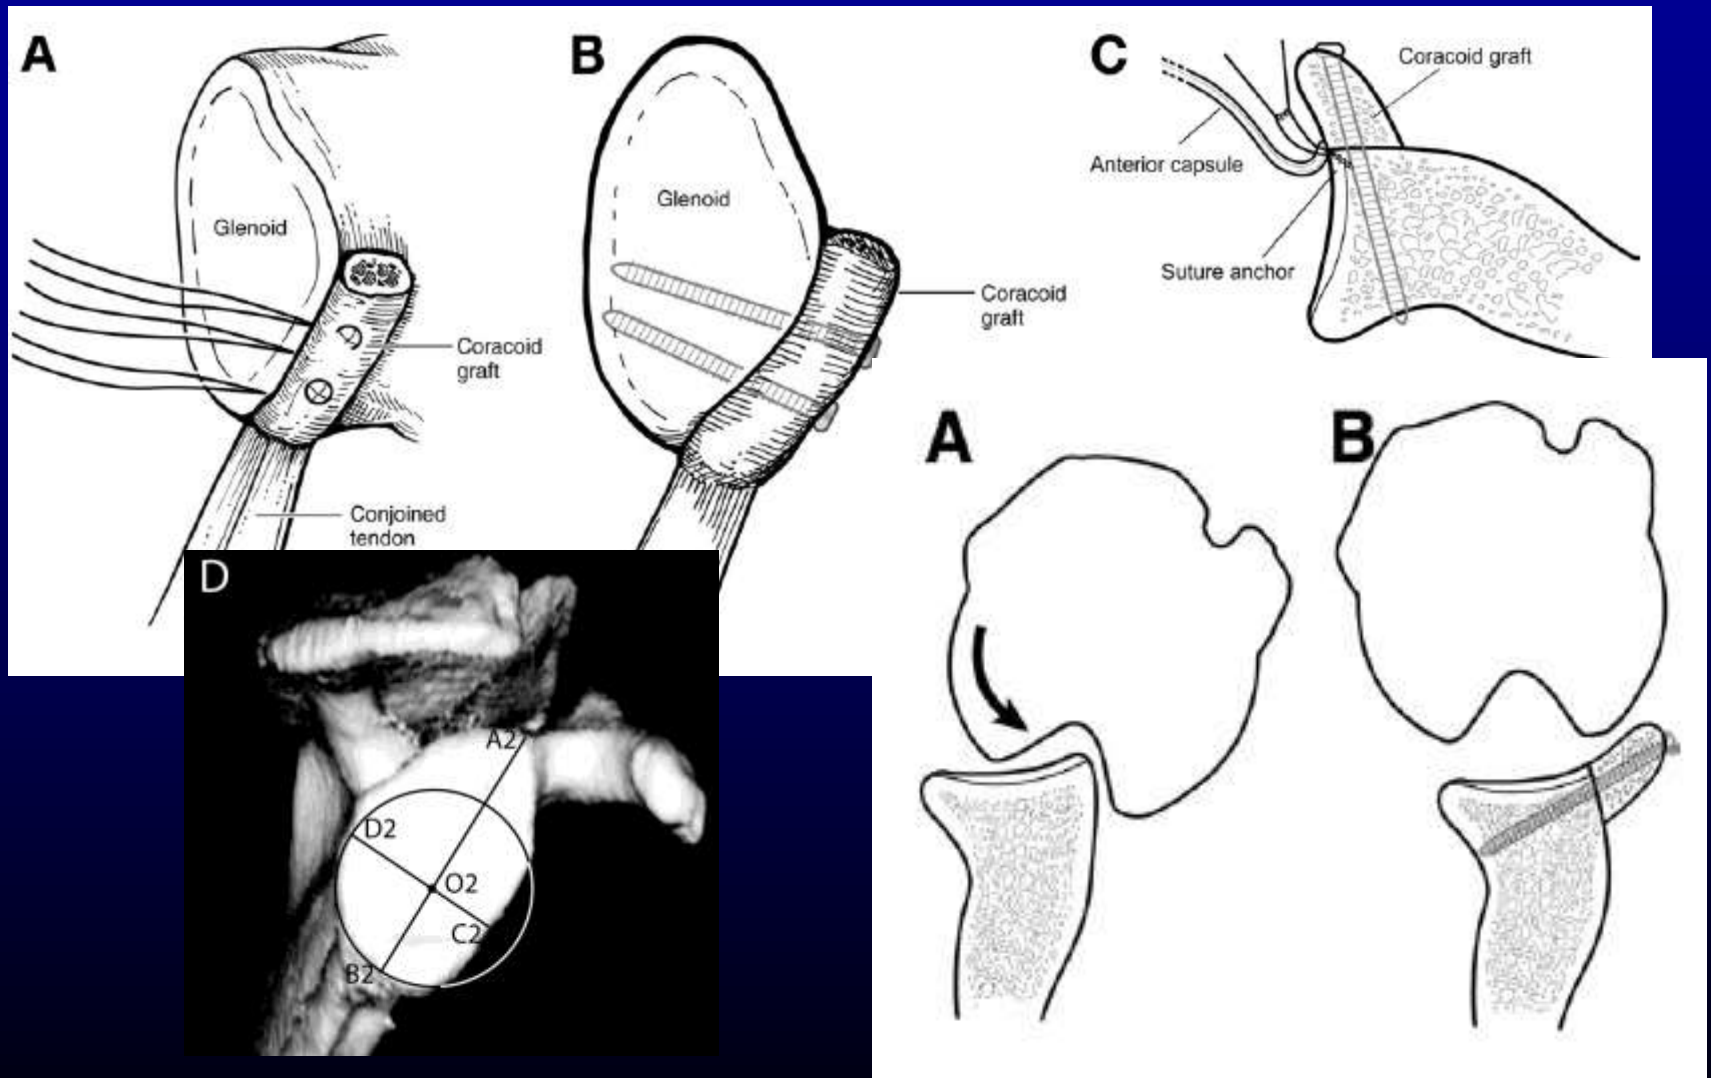 A
Glenoid
Coracoid
graft
Conjoined
tendon
B
Glenoid
Coracoid
graft
C
Coracoid graft
Anterior capsule
Suture anchor
D
A2
D2
O2
C2
B2
A
B